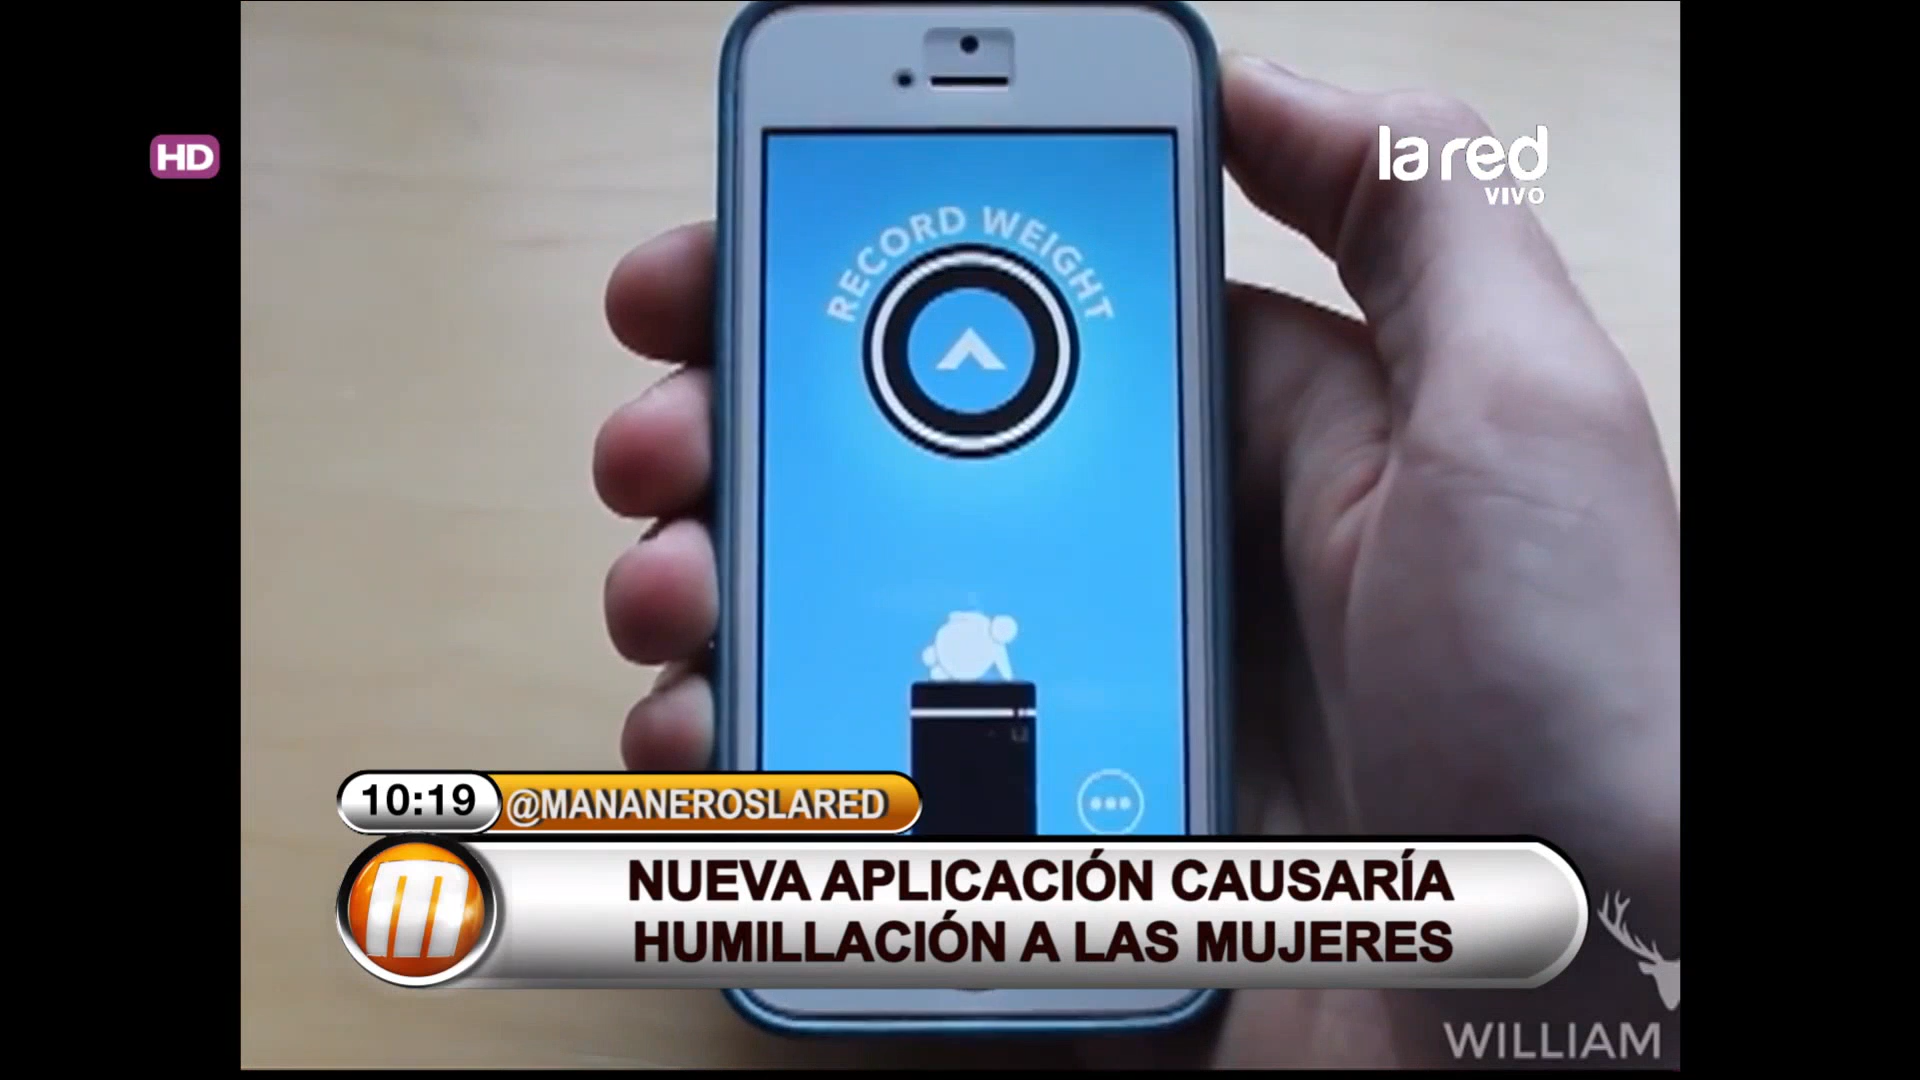 HD
la red
VIVO
RECORD WEIGHT
10:19
@MANANEROSLARED
m
NUEVA APLICACIÓN CAUSARÍA
HUMILLACIÓN A LAS MUJERES
WILLIAM